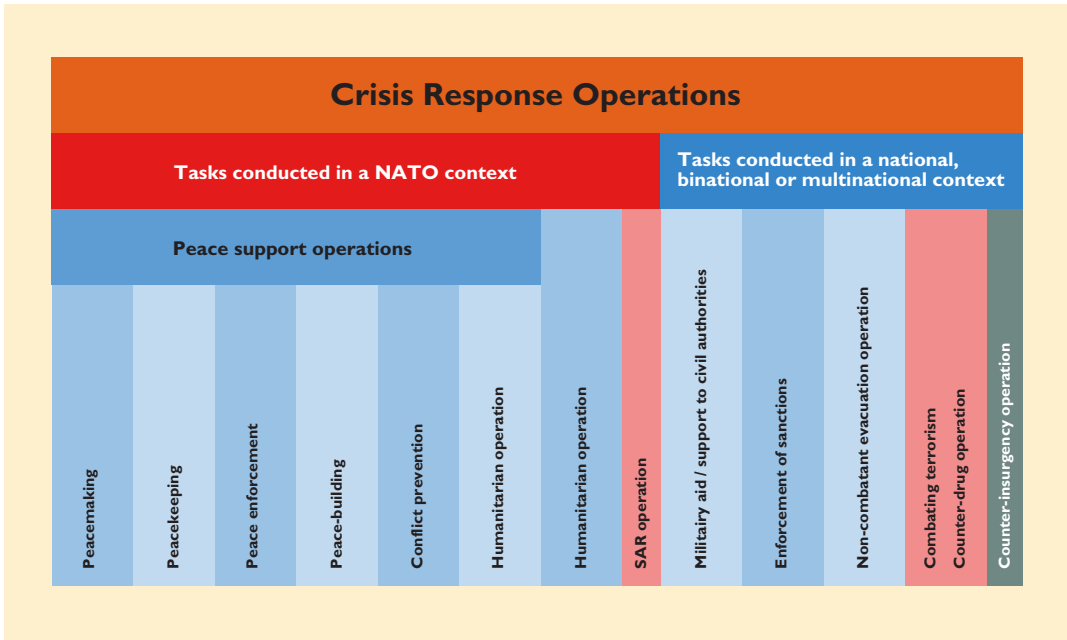 Crisis Response Operations
Tasks conducted in a NATO context
Tasks conducted in a national,
binational or multinational context
Peace support operations
Peacemaking
Peacekeeping
Peace enforcement
Peace-building
Conflict prevention
Humanitarian operation
Humanitarian operation
SAR operation
Militairy aid / support to civil authorities
Enforcement of sanctions
Non-combatant evacuation operation
Combating terrorism
Counter-drug operation
Counter-insurgency operation